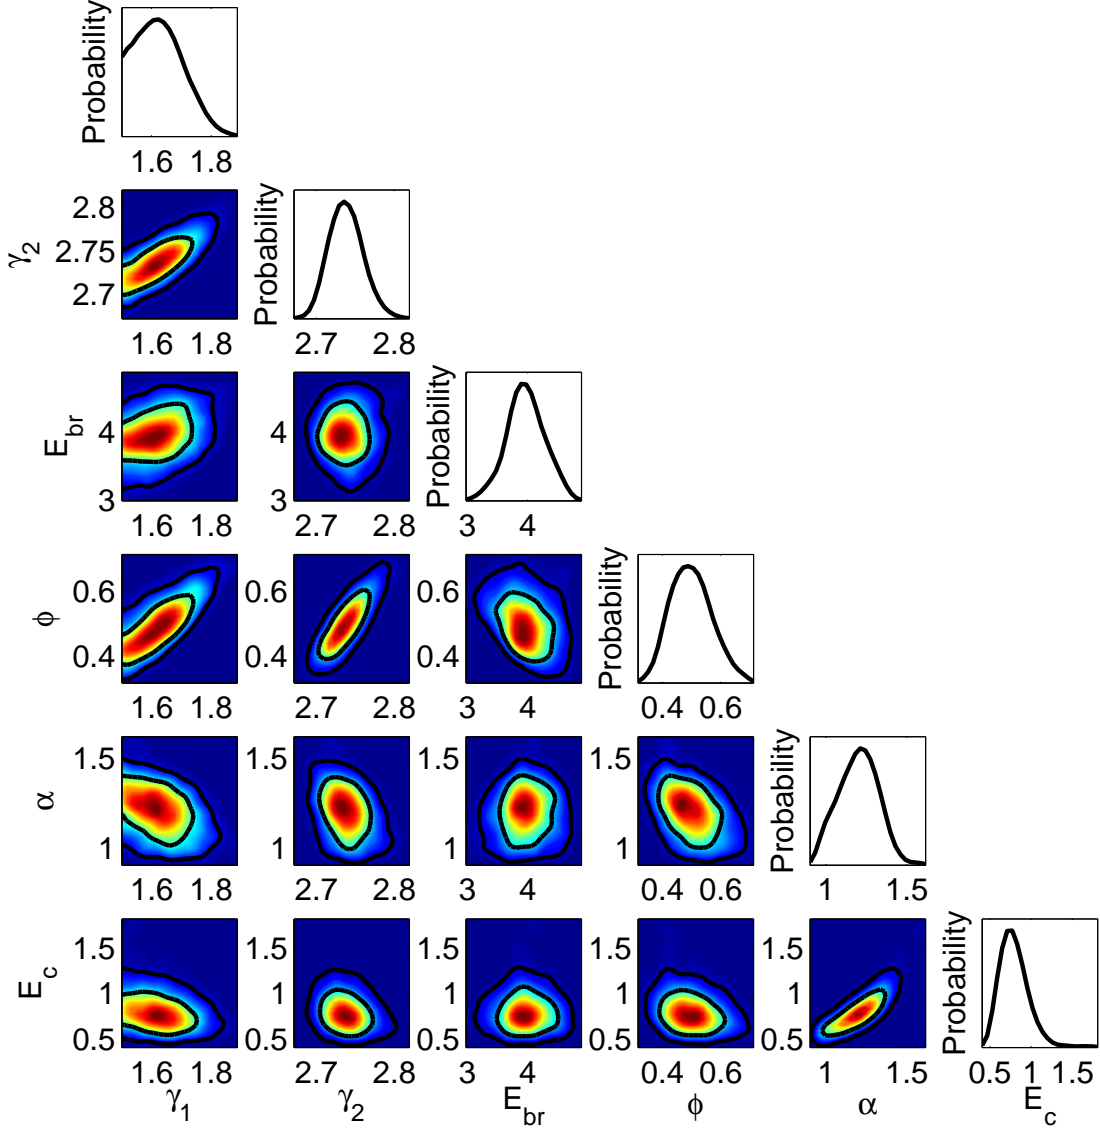 Probability
1.6 1.8
γ2 2.8 2.75 2.7 Probability
1.6 1.8 2.7 2.8
Ebr 4 3 4 3 Probability
1.6 1.8 2.7 2.8 3 4
ϕ 0.6 0.4 0.6 0.4 0.6 0.4 Probability
1.6 1.8 2.7 2.8 3 4 0.4 0.6
α 1.5 1 1.5 1 1.5 1 1.5 1 Probability
1.6 1.8 2.7 2.8 3 4 0.4 0.6 1 1.5
Ec 1.5 1 0.5 1.5 1 0.5 1.5 1 0.5 1.5 1 0.5 1.5 1 0.5 Probability
1.6 1.8 2.7 2.8 3 4 0.4 0.6 1 1.5 0.5 1 1.5
γ1 γ2 Ebr ϕ α Ec